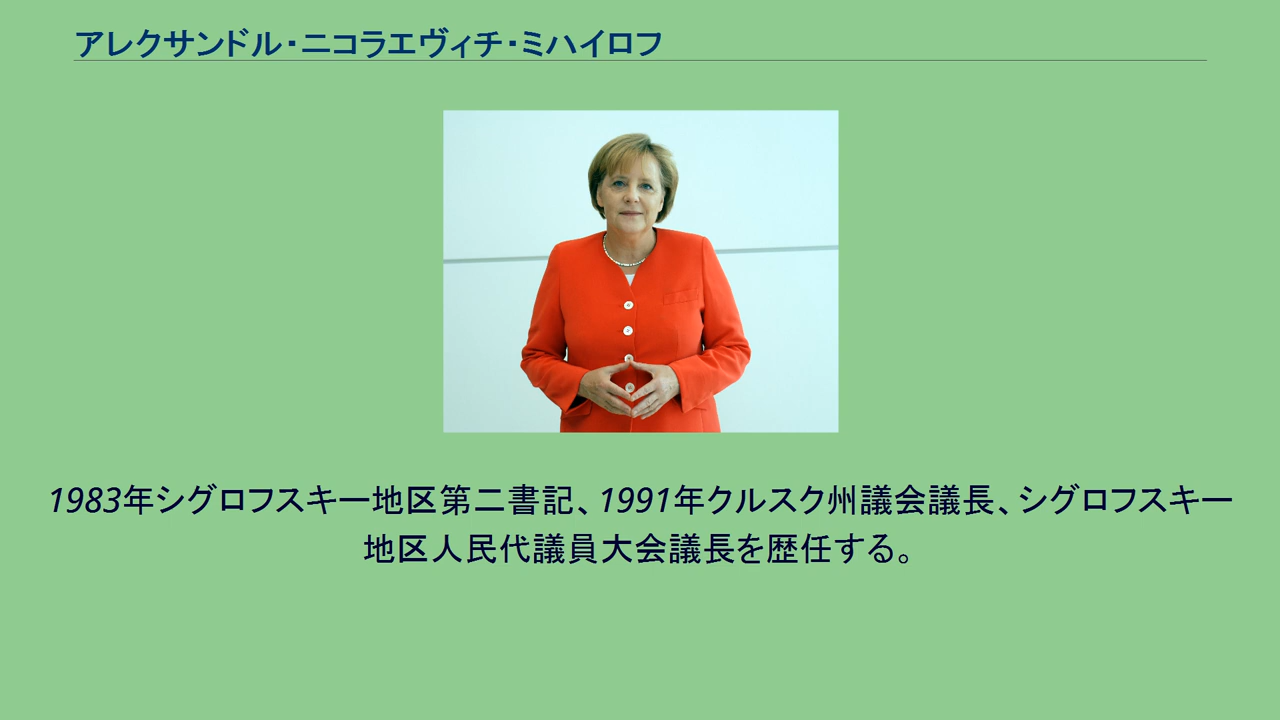 アレクサンドル・ニコラエヴィチ・ミハイロフ
1983年シグロフスキー地区第二書記、1991年クルスク州議会議長、シグロフスキー
地区人民代議員大会議長を歴任する。